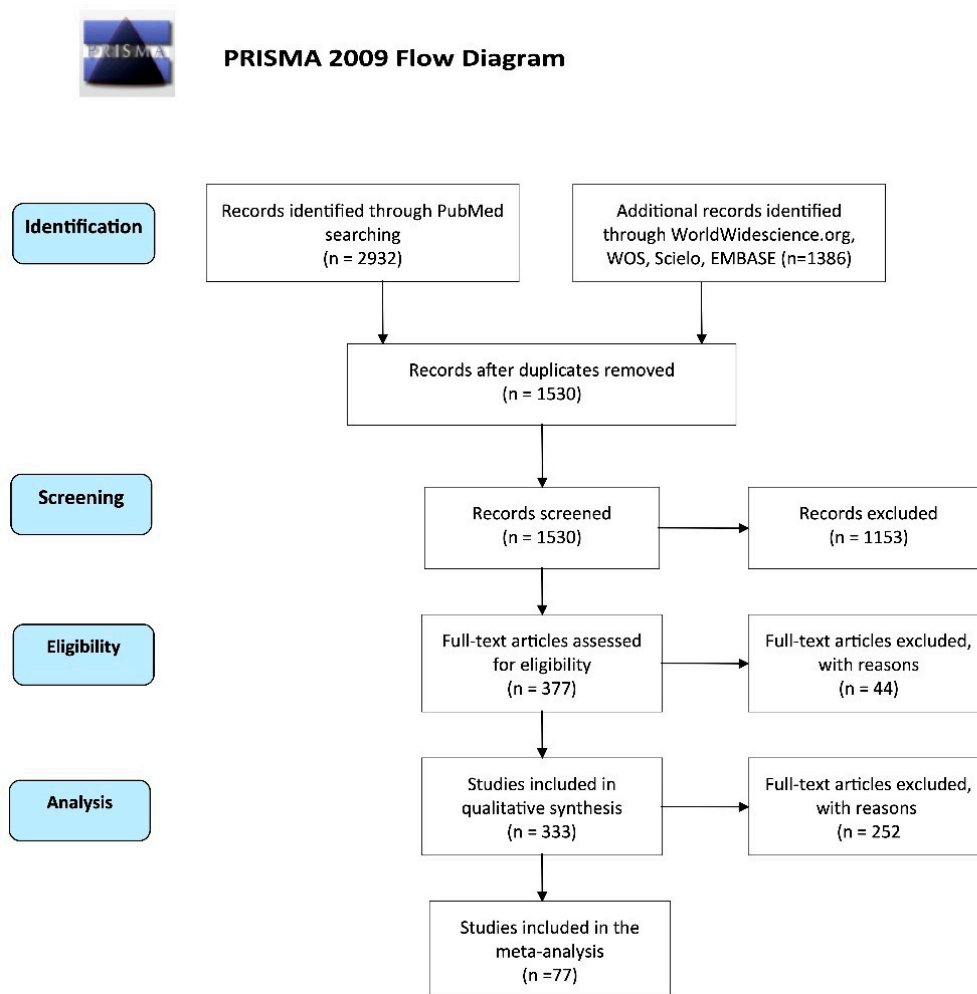 PRISMA
PRISMA 2009 Flow Diagram
Identification
Records identified through PubMed
searching
(n = 2932)
Additional records identified
through WorldWidescience.org,
WOS, Scielo, EMBASE (n=1386)
Records after duplicates removed
(n = 1530)
Screening
Records screened
(n = 1530)
Records excluded
(n = 1153)
Eligibility
Full-text articles assessed
for eligibility
(n = 377)
Full-text articles excluded,
with reasons
(n = 44)
Analysis
Studies included in
qualitative synthesis
(n = 333)
Full-text articles excluded,
with reasons
(n = 252
Studies included in the
meta-analysis
(n =77)